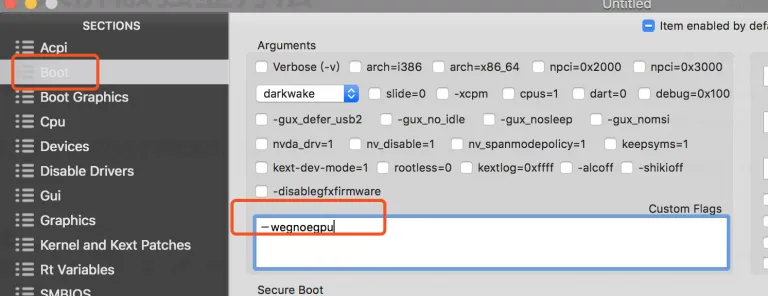 Untitled
SECTIONS
Acpi
Boot
Boot Graphics
Cpu
Devices
Disable Drivers
Gui
Graphics
Kernel and Kext Patches
Rt Variables
SMBIOS
Item enabled by defa
Arguments
Verbose (-v) arch=i386 arch=x86_64 npci=0x2000 npci=0x3000
darkwake slide=0 -xcpm cpus=1 dart=0 debug=0x100
-gux_defer_usb2 -gux_no_idle -gux_nosleep -gux_nomsi
nvda_drv=1 nv_disable=1 nv_spanmodepolicy=1 keepsyms=1
kext-dev-mode=1 rootless=0 kextlog=0xffff -alcoff -shikioff
-disablegfxfirmware
Custom Flags
—wegnoegpu
Secure Boot